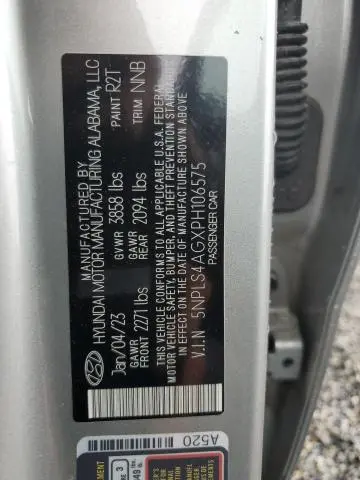 MANUFACTURED BY
HYUNDAI MOTOR MANUFACTURING ALABAMA, LLC
Jan/04/23 GVWR 3858 lbs PAINT R2T
GAWR FRONT 2271 lbs GAWR REAR 2094 lbs TRIM NNB
THIS VEHICLE CONFORMS TO ALL APPLICABLE U.S.A. FEDERAL
MOTOR VEHICLE SAFETY, BUMPER, AND THEFT PREVENTION STANDARDS
IN EFFECT ON THE DATE OF MANUFACTURE SHOWN ABOVE.
V.I.N 5NPLS4AGXPH106575
PASSENGER CAR
A520